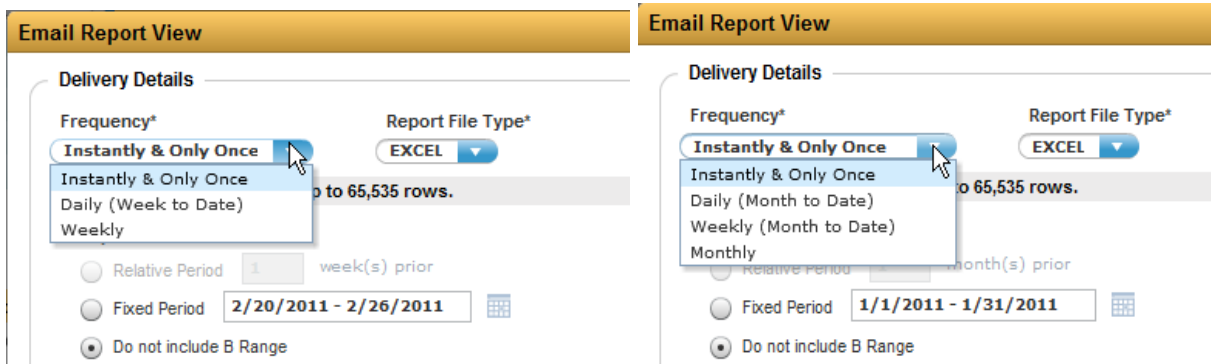 Email Report View
Delivery Details
Frequency*
Report File Type*
Instantly & Only Once
EXCEL
Instantly & Only Once
Daily (Week to Date)
Weekly
to 65,535 rows.
Relative Period 1 week(s) prior
Fixed Period 2/20/2011 - 2/26/2011
Do not include B Range
Email Report View
Delivery Details
Frequency*
Report File Type*
Instantly & Only Once
EXCEL
Instantly & Only Once
Daily (Month to Date)
Weekly (Month to Date)
Monthly
to 65,535 rows.
Relative Period month(s) prior
Fixed Period 1/1/2011 - 1/31/2011
Do not include B Range